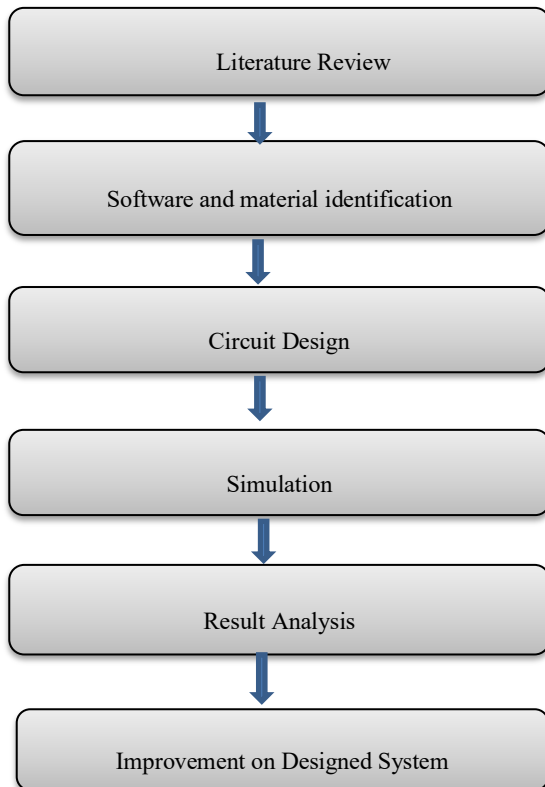 Literature Review
Software and material identification
Circuit Design
Simulation
Result Analysis
Improvement on Designed System